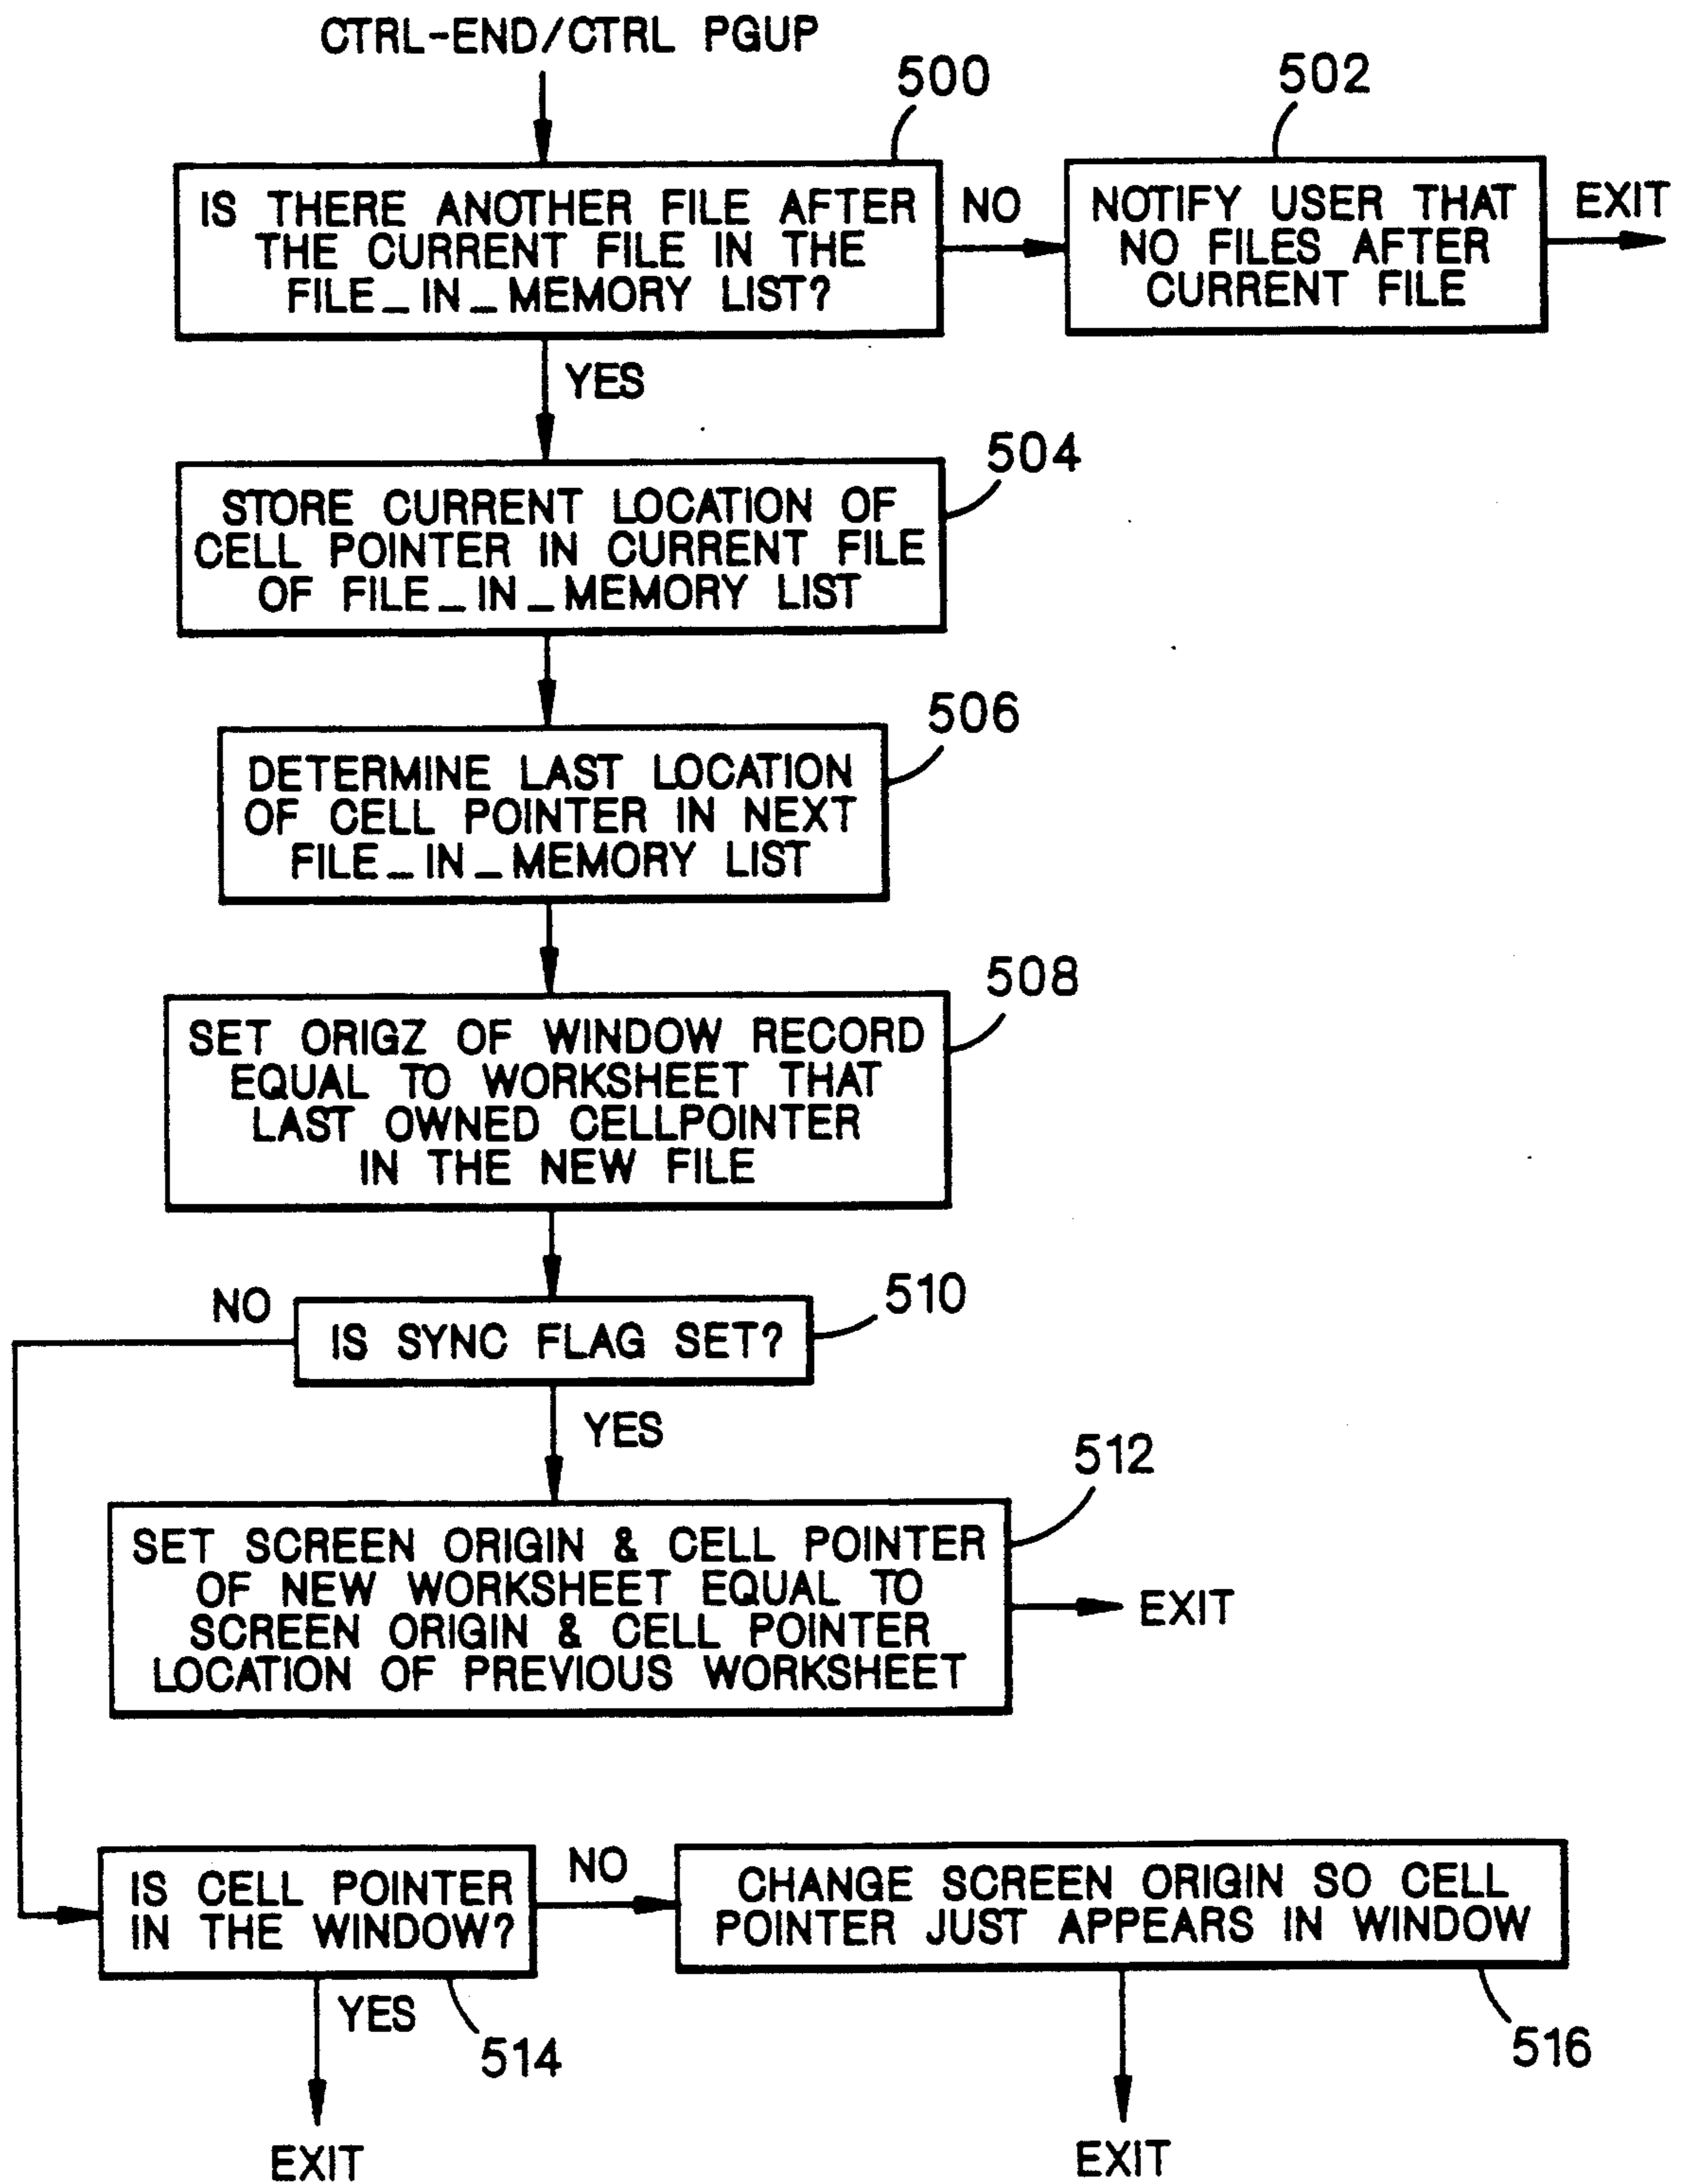 CTRL-END/CTRL PGUP
500
502
IS THERE ANOTHER FILE AFTER
THE CURRENT FILE IN THE
FILE_IN_MEMORY LIST?
NO
NOTIFY USER THAT
NO FILES AFTER
CURRENT FILE
EXIT
YES
504
STORE CURRENT LOCATION OF
CELL POINTER IN CURRENT FILE
OF FILE_IN_MEMORY LIST
506
DETERMINE LAST LOCATION
OF CELL POINTER IN NEXT
FILE_IN_MEMORY LIST
508
SET ORIGZ OF WINDOW RECORD
EQUAL TO WORKSHEET THAT
LAST OWNED CELLPOINTER
IN THE NEW FILE
NO
510
IS SYNC FLAG SET?
YES
512
SET SCREEN ORIGIN & CELL POINTER
OF NEW WORKSHEET EQUAL TO
SCREEN ORIGIN & CELL POINTER
LOCATION OF PREVIOUS WORKSHEET
EXIT
IS CELL POINTER
IN THE WINDOW?
NO
CHANGE SCREEN ORIGIN SO CELL
POINTER JUST APPEARS IN WINDOW
YES
514
516
EXIT
EXIT